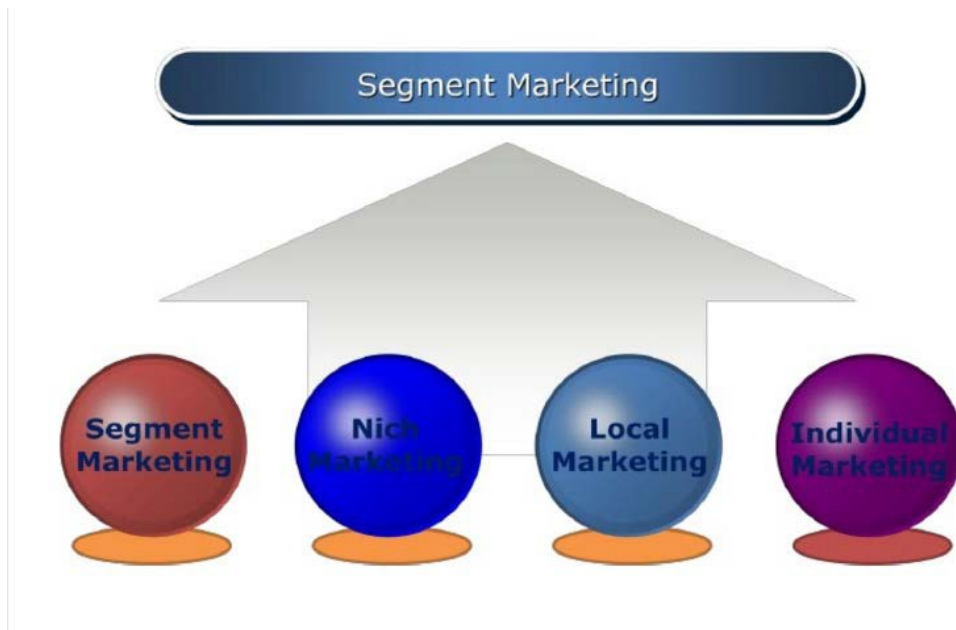 Segment Marketing
Segment
Marketing
Nich
Marketing
Local
Marketing
Individual
Marketing